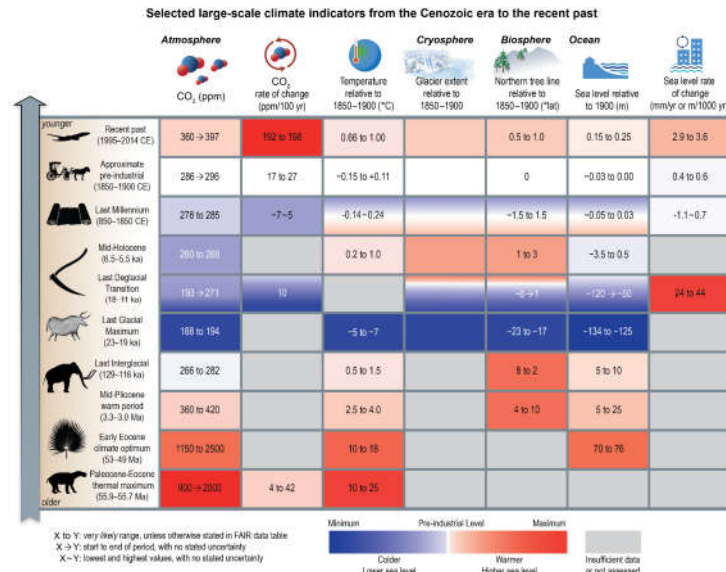 Selected large-scale climate indicators from the Cenozoic era to the recent past
Atmosphere
Cryosphere
Biosphere
Ocean
CO2 (ppm)
CO2
rate of change
(ppm/100 yr)
Temperature
relative to
1850–1900 (°C)
Glacier extent
relative to
1850–1900
Northern tree line
relative to
1850–1900 (°lat)
Sea level relative
to 1900 (m)
Sea level rate
of change
(mm/yr or m/1000 yr)
younger
Recent past
(1995–2014 CE)
360→397
192 to 198
0.66 to 1.00
0.5 to 1.0
0.15 to 0.25
2.9 to 3.6
Approximate
pre-industrial
(1850–1900 CE)
286→296
17 to 27
−0.15 to +0.11
0
−0.03 to 0.00
0.4 to 0.6
Last Millennium
(850–1850 CE)
278 to 285
−7~5
-0.14~0.24
−1.5 to 1.5
−0.05 to 0.03
-1.1~0.7
Mid-Holocene
(6.5–5.5 ka)
260 to 268
0.2 to 1.0
1 to 3
−3.5 to 0.5
Last Deglacial
Transition
(18–11 ka)
193→271
10
−120→−50
24 to 44
Last Glacial
Maximum
(23–19 ka)
188 to 194
−5 to −7
−23 to −17
−134 to −125
Last Interglacial
(129–116 ka)
266 to 282
0.5 to 1.5
5 to 10
Mid-Pliocene
warm period
(3.3–3.0 Ma)
360 to 420
2.5 to 4.0
4 to 10
5 to 25
Early Eocene
climate optimum
(53–49 Ma)
1150 to 2500
10 to 18
70 to 76
Paleocene-Eocene
thermal maximum
(55.9–55.7 Ma)
older
900→2000
4 to 42
10 to 25
X to Y: very likely range, unless otherwise stated in FAIR data table
X→Y: start to end of period, with no stated uncertainty
X~Y: lowest and highest values, with no stated uncertainty
Minimum
Pre-industrial Level
Maximum
Colder
Lower sea level
Warmer
Higher sea level
Insufficient data
or not assessed